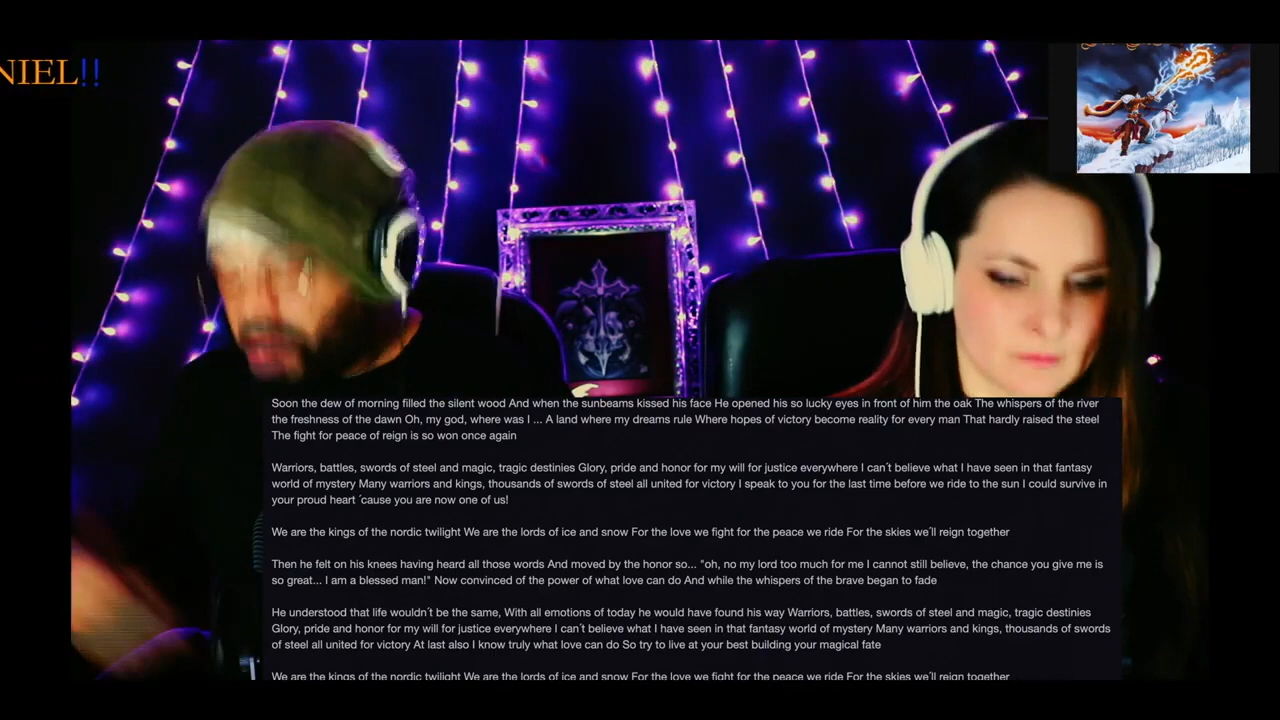 NIEL!!
Soon the dew of morning filled the silent wood And when the sunbeams kissed his face He opened his so lucky eyes in front of him the oak The whispers of the river
the freshness of the dawn Oh, my god, where was I ... A land where my dreams rule Where hopes of victory become reality for every man That hardly raised the steel
The fight for peace of reign is so won once again
Warriors, battles, swords of steel and magic, tragic destinies Glory, pride and honor for my will for justice everywhere I can´t believe what I have seen in that fantasy
world of mystery Many warriors and kings, thousands of swords of steel all united for victory I speak to you for the last time before we ride to the sun I could survive in
your proud heart ´cause you are now one of us!
We are the kings of the nordic twilight We are the lords of ice and snow For the love we fight for the peace we ride For the skies we´ll reign together
Then he felt on his knees having heard all those words And moved by the honor so... "oh, no my lord too much for me I cannot still believe, the chance you give me is
so great... I am a blessed man!" Now convinced of the power of what love can do And while the whispers of the brave began to fade
He understood that life wouldn´t be the same, With all emotions of today he would have found his way Warriors, battles, swords of steel and magic, tragic destinies
Glory, pride and honor for my will for justice everywhere I can´t believe what I have seen in that fantasy world of mystery Many warriors and kings, thousands of swords
of steel all united for victory At last also I know truly what love can do So try to live at your best building your magical fate
We are the kings of the nordic twilight We are the lords of ice and snow For the love we fight for the peace we ride For the skies we´ll reign together